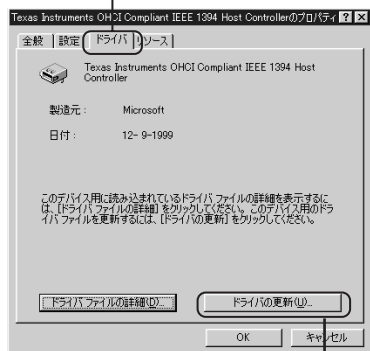 Texas Instruments OHCI Compliant IEEE 1394 Host Controllerのプロパティ
全般 設定 ドライバ リソース
Texas Instruments OHCI Compliant IEEE 1394 Host
Controller
製造元： Microsoft
日付： 12- 9-1999
このデバイス用に読み込まれているドライバ ファイルの詳細を表示するに
は、[ドライバ ファイルの詳細] をクリックしてください。このデバイス用のドラ
イバ ファイルを更新するには、[ドライバの更新] をクリックしてください。
ドライバ ファイルの詳細(D)... ドライバの更新(U)...
OK キャンセル